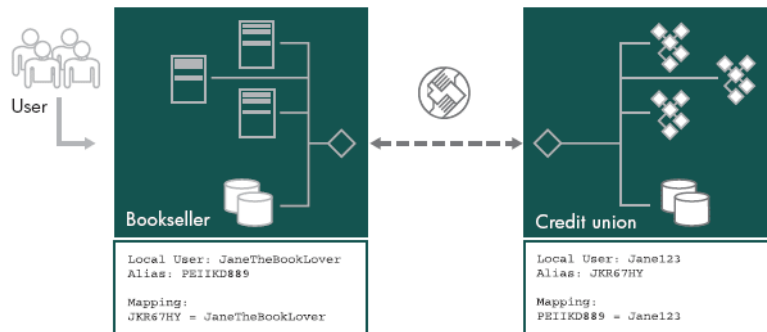 User
Bookseller
Credit union
Local User: JaneTheBookLover
Alias: PEIIKD889
Mapping:
JKR67HY = JaneTheBookLover
Local User: Jane123
Alias: JKR67HY
Mapping:
PEIIKD889 = Jane123